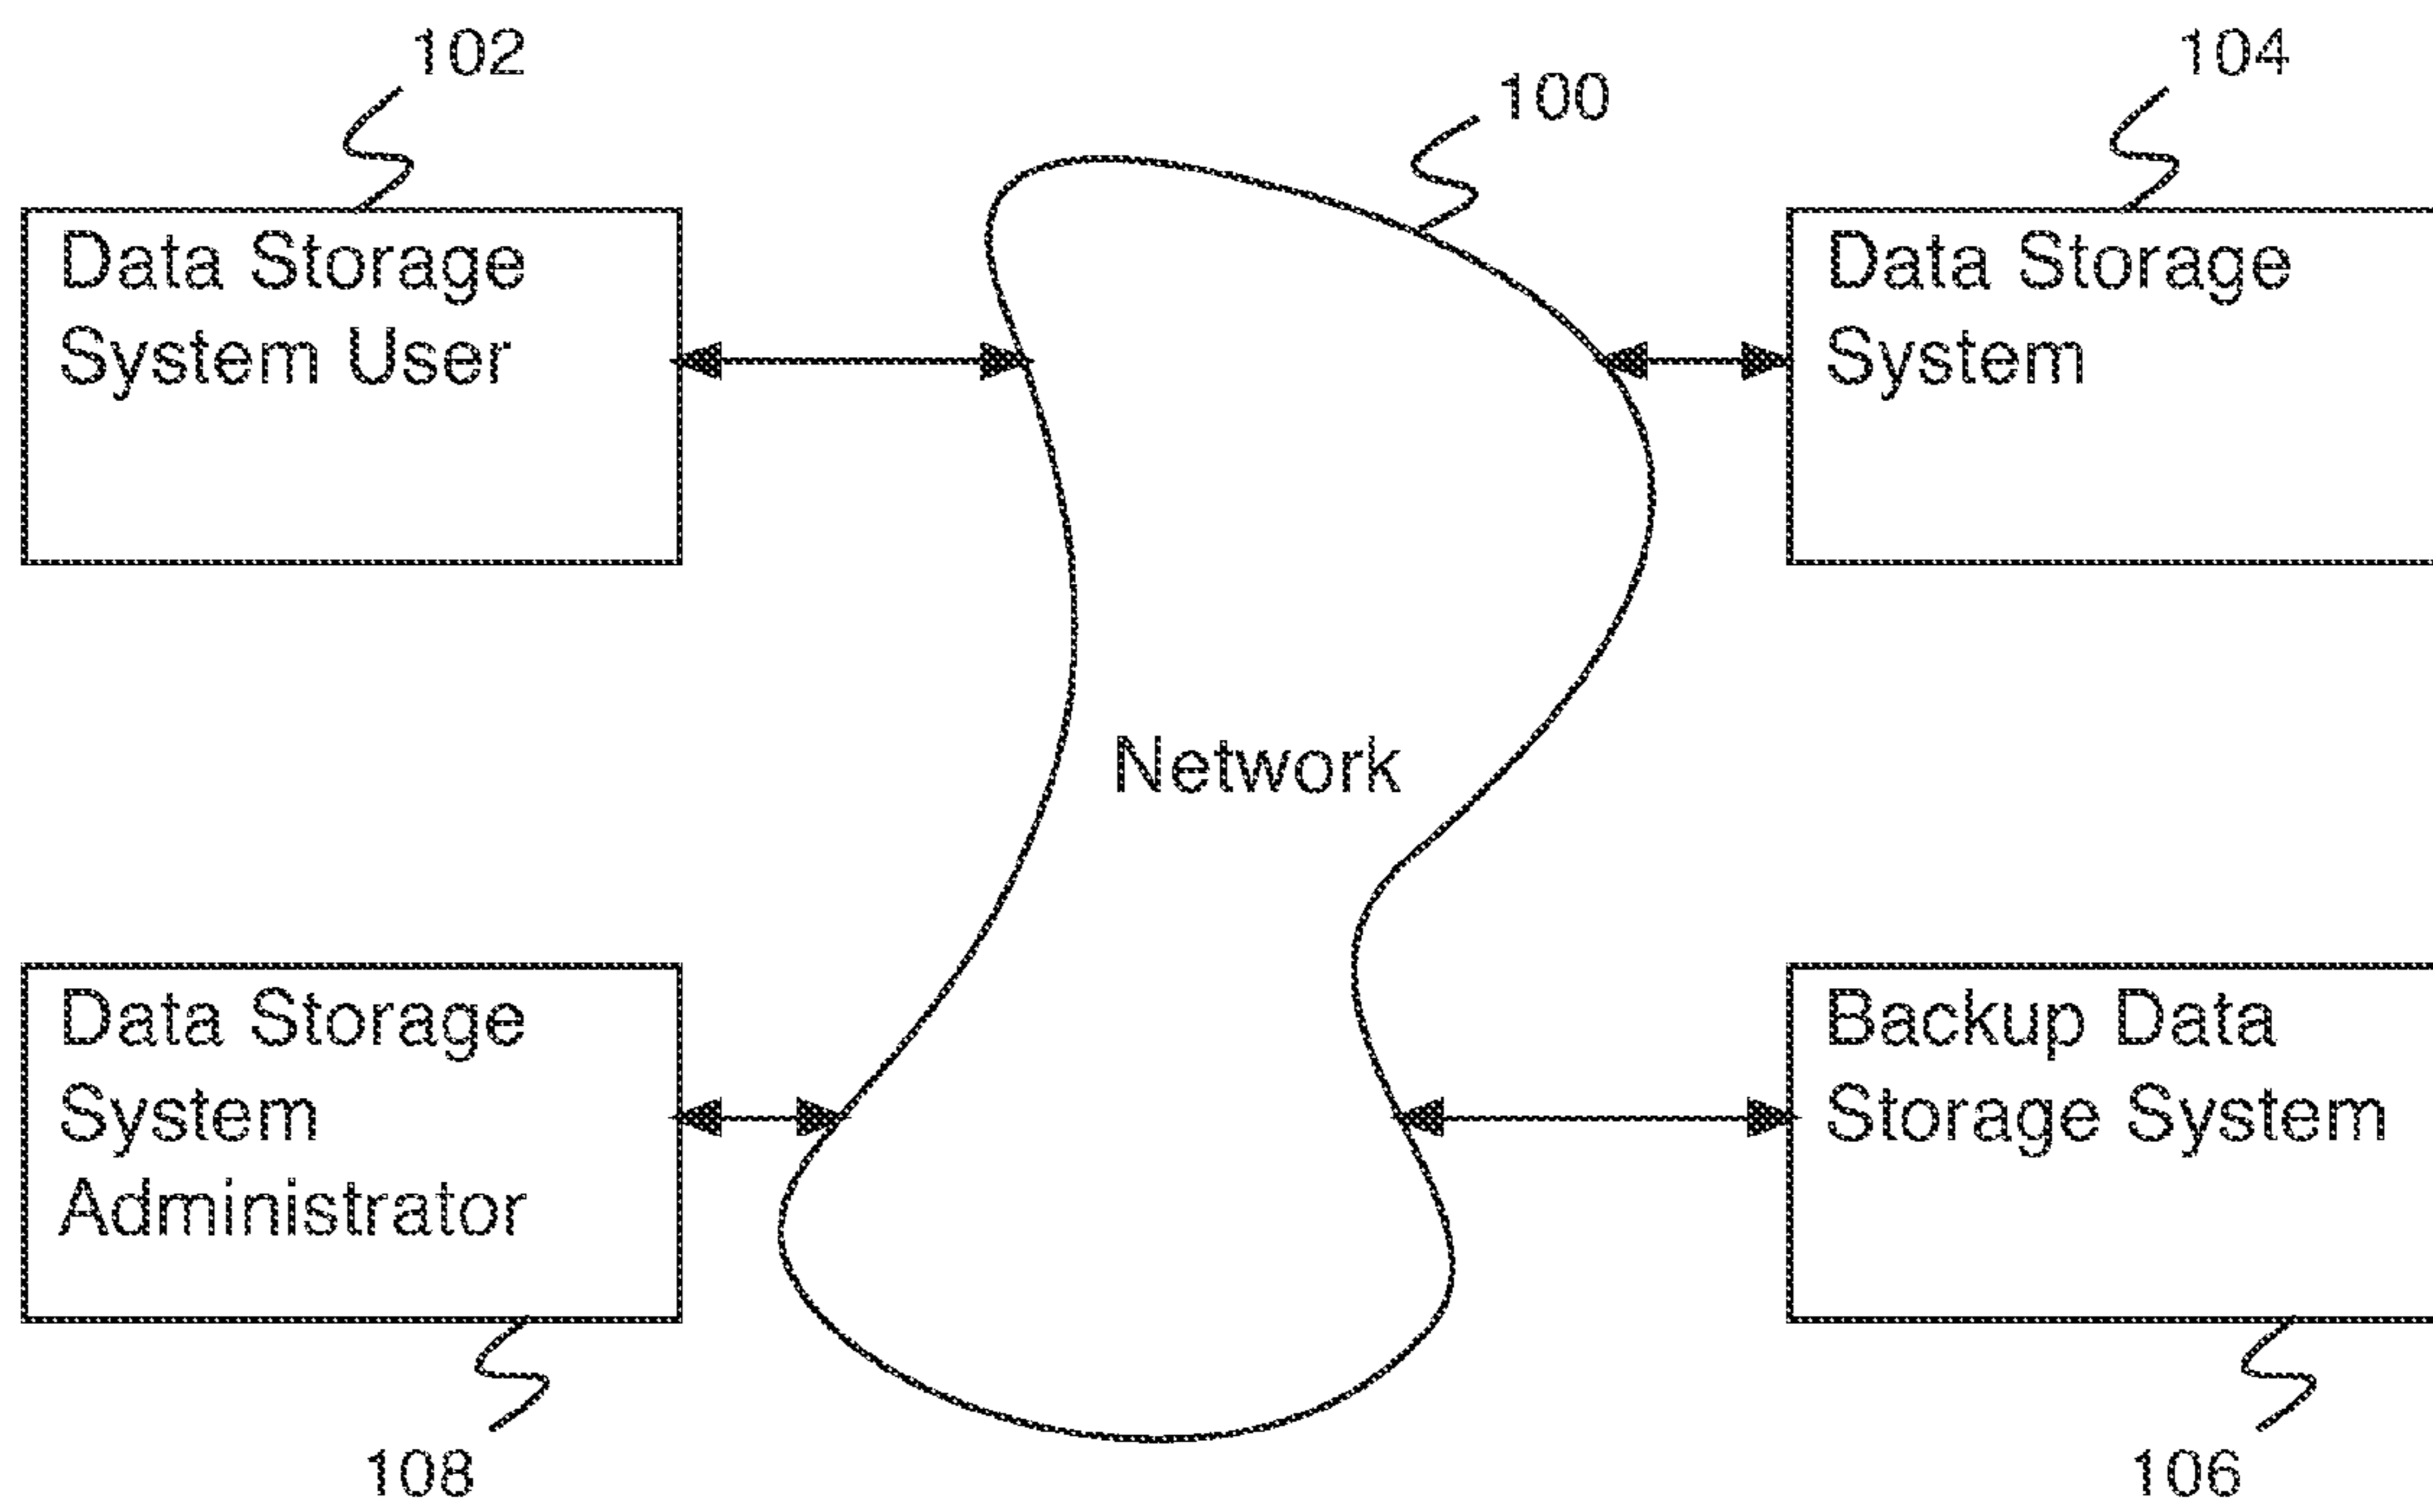 102
104
100
Data Storage
System User
Data Storage
System
Network
Data Storage
System
Administrator
Backup Data
Storage System
108
106